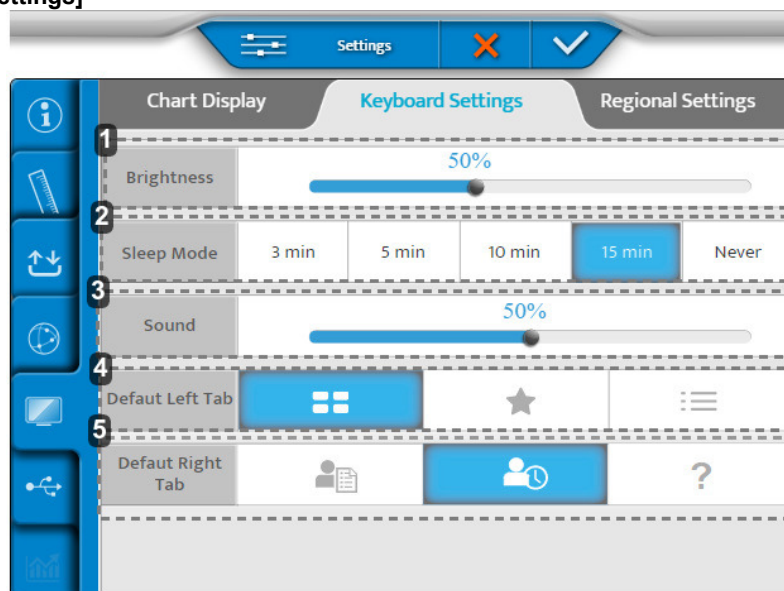 ettings]
Settings
Chart Display Keyboard Settings Regional Settings
1
50%
Brightness
2
Sleep Mode 3 min 5 min 10 min 15 min Never
3
50%
Sound
4
Defaut Left Tab
5
Defaut Right
Tab
?